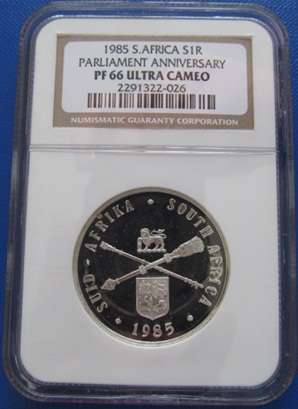 1985 S.AFRICA S1R
PARLIAMENT ANNIVERSARY
PF 66 ULTRA CAMEO
2291322-026
NUMISMATIC GUARANTY CORPORATION
SUID - AFRIKA · SOUTH AFRICA
· 1985 ·